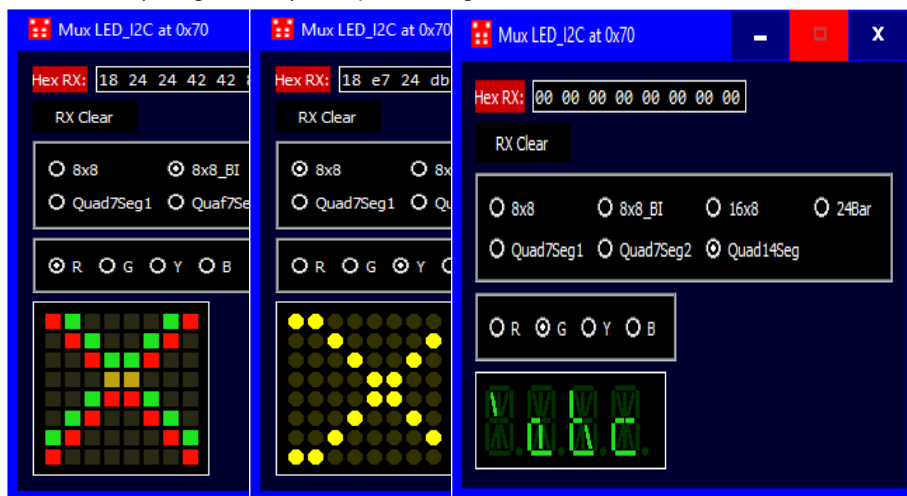 Mux LED_I2C at 0x70
Hex RX: 18 24 24 42 42
RX Clear
8x8 8x8_BI
Quad7Seg1 Quaf7Se
R G Y B
Mux LED_I2C at 0x70
Hex RX: 18 e7 24 db
RX Clear
8x8 8x
Quad7Seg1 Qu
R G Y
Mux LED_I2C at 0x70
Hex RX: 00 00 00 00 00 00 00 00
RX Clear
8x8 8x8_BI 16x8 24Bar
Quad7Seg1 Quad7Seg2 Quad14Seg
R G Y B